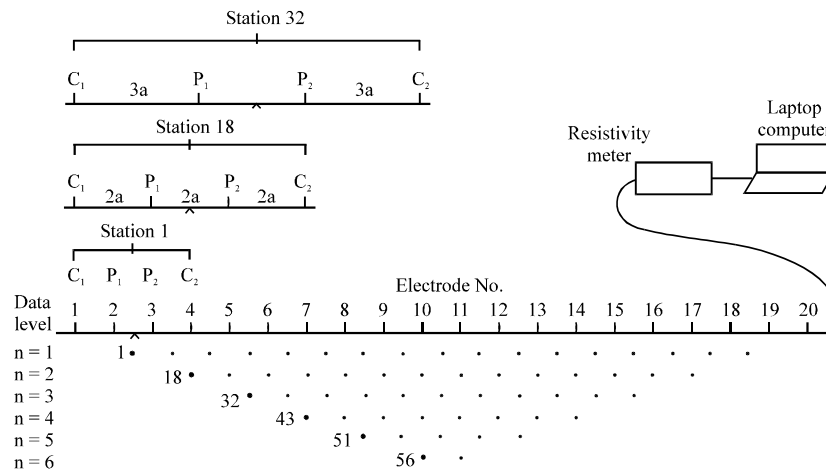 Station 32
C₁ P₁ P₂ C₂
3a 3a
Station 18
C₁ P₁ P₂ C₂
2a 2a 2a
Station 1
C₁ P₁ P₂ C₂
Resistivity
meter
Laptop
computer
Electrode No.
Data
level
1 2 3 4 5 6 7 8 9 10 11 12 13 14 15 16 17 18 19 20
n = 1 1
n = 2 18
n = 3 32
n = 4 43
n = 5 51
n = 6 56